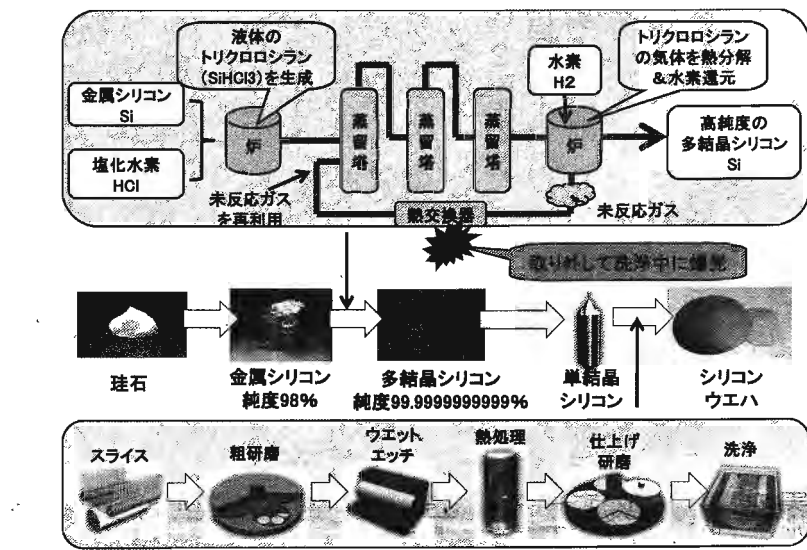 液体の
トリクロロシラン
(SiHCl3)を生成
水素
H2
トリクロロシラン
の気体を熱分解
&水素還元
金属シリコン
Si
塩化水素
HCl
炉
蒸留塔
蒸留塔
蒸留塔
炉
高純度の
多結晶シリコン
Si
未反応ガス
を再利用
熱交換器
未反応ガス
取り外して洗浄中に爆発
珪石
金属シリコン
純度98%
多結晶シリコン
純度99.9999999999%
単結晶
シリコン
シリコン
ウエハ
スライス
粗研磨
ウエット
エッチ
熱処理
仕上げ
研磨
洗浄